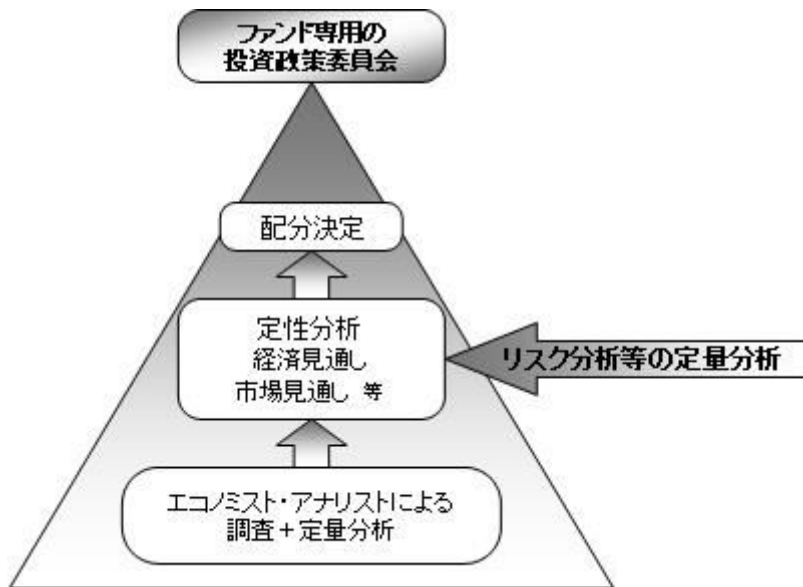 ファンド専用の
投資政策委員会
配分決定
定性分析
経済見通し
市場見通し 等
リスク分析等の定量分析
エコノミスト・アナリストによる
調査+定量分析